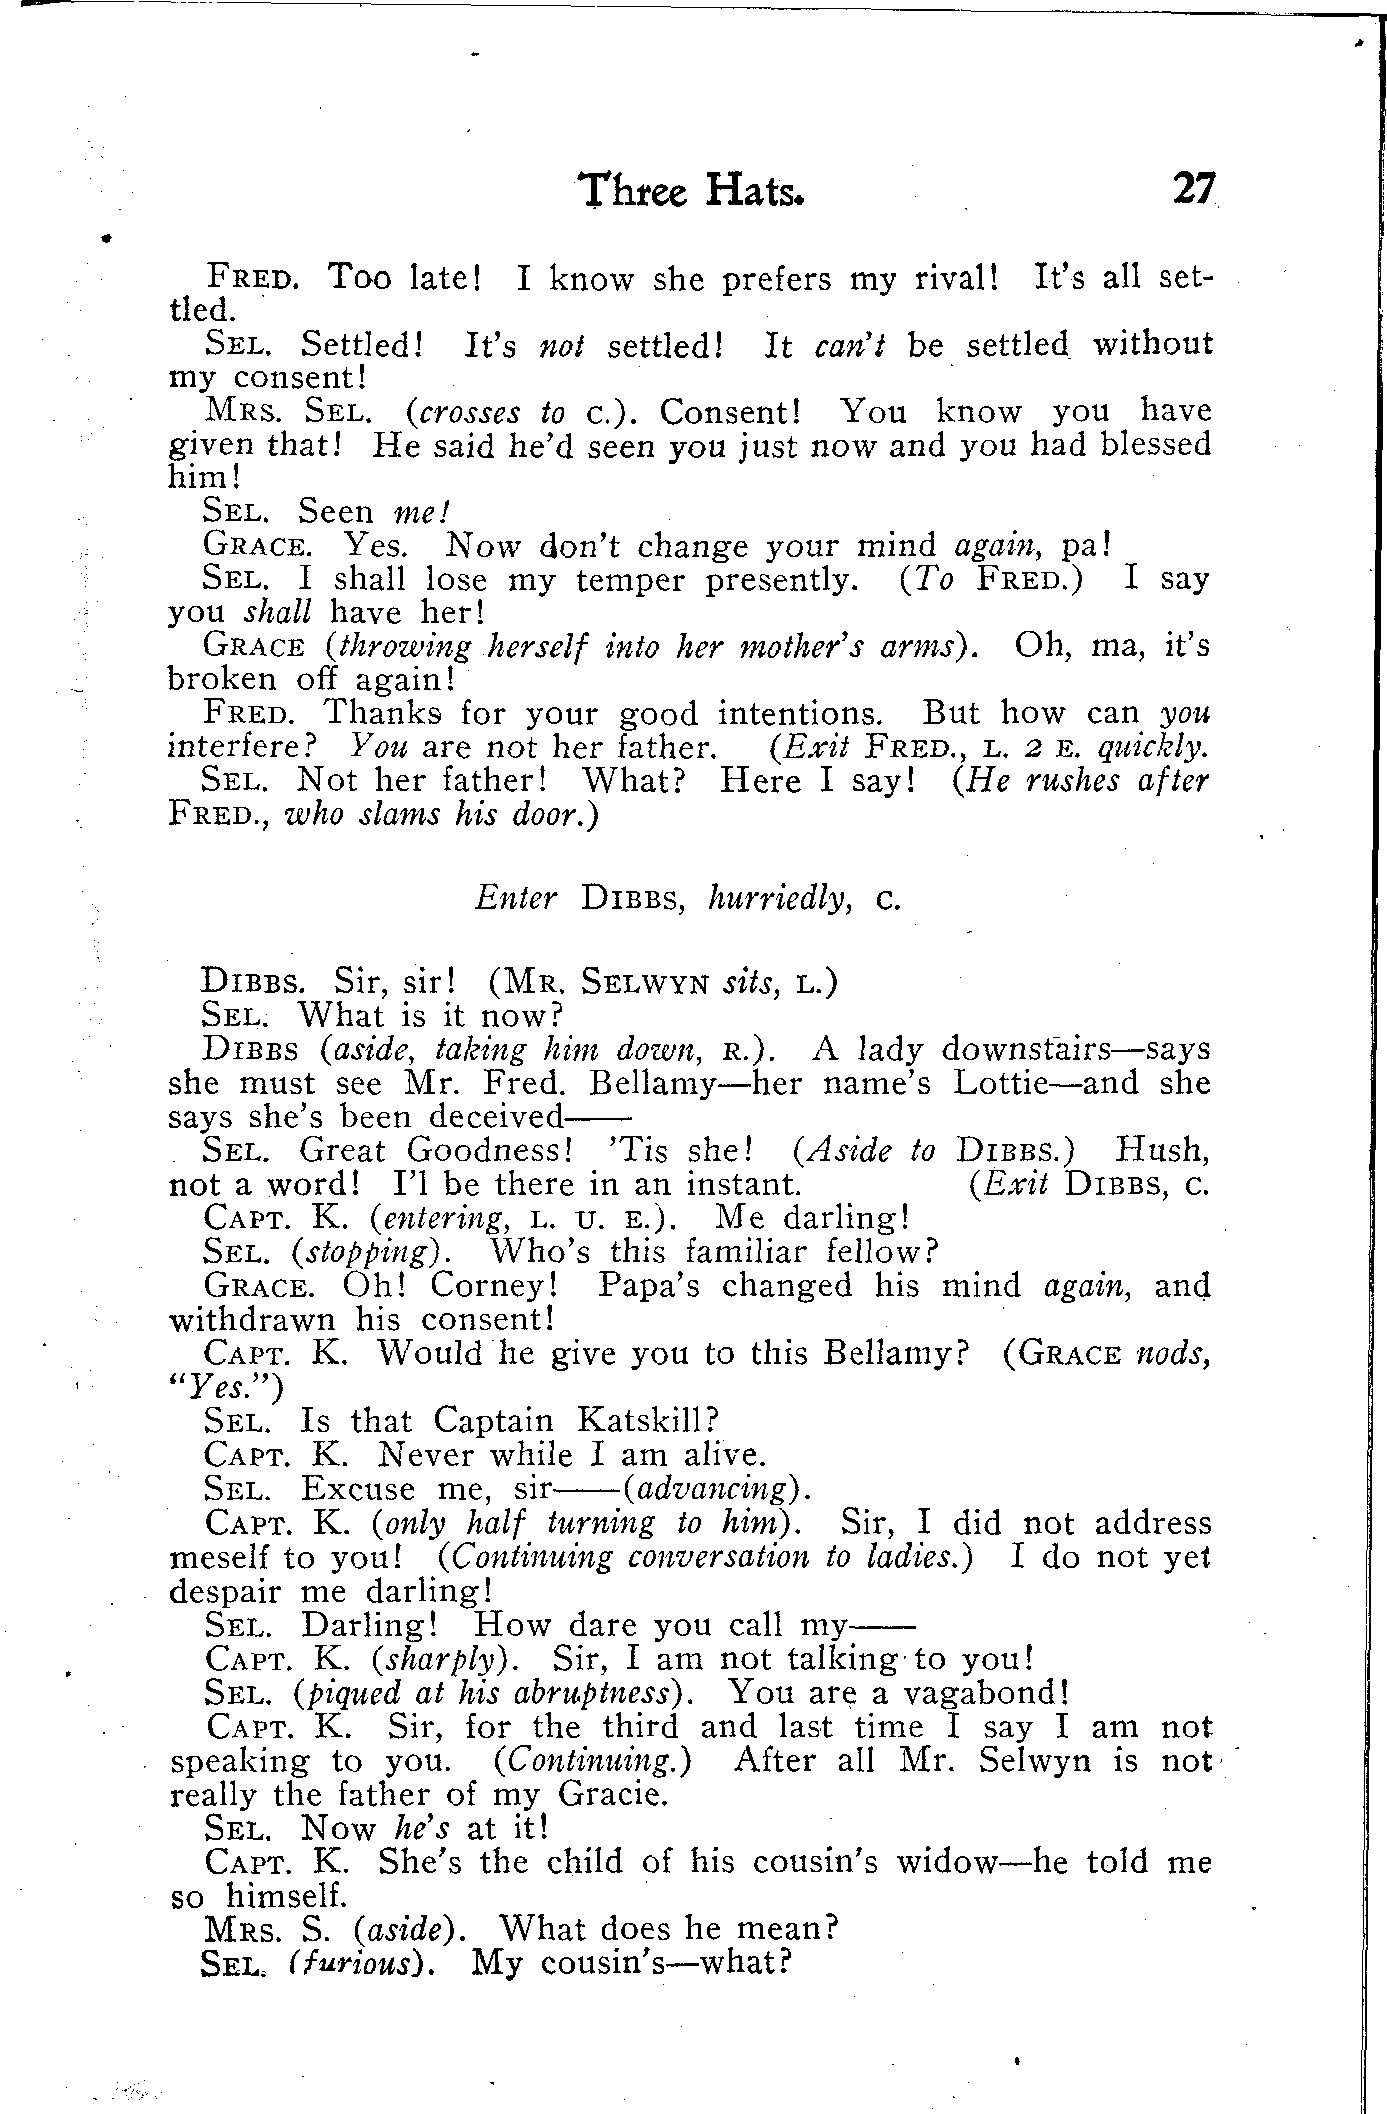 Three Hats. 27
FRED. Too late! I know she prefers my rival! It's all set-
tled.
SEL. Settled! It's not settled! It can't be settled without
my consent!
MRS. SEL. (crosses to C.). Consent! You know you have
given that! He said he'd seen you just now and you had blessed
him!
SEL. Seen me!
GRACE. Yes. Now don't change your mind again, pa!
SEL. I shall lose my temper presently. (To FRED.) I say
you shall have her!
GRACE (throwing herself into her mother's arms). Oh, ma, it's
broken off again!
FRED. Thanks for your good intentions. But how can you
interfere? You are not her father. (Exit FRED., L. 2 E. quickly.
SEL. Not her father! What? Here I say! (He rushes after
FRED., who slams his door.)
Enter DIBBS, hurriedly, C.
DIBBS. Sir, sir! (MR. SELWYN sits, L.)
SEL. What is it now?
DIBBS (aside, taking him down, R.). A lady downstairs—says
she must see Mr. Fred. Bellamy—her name's Lottie—and she
says she's been deceived——
SEL. Great Goodness! 'Tis she! (Aside to DIBBS.) Hush,
not a word! I'l be there in an instant. (Exit DIBBS, C.
CAPT. K. (entering, L. U. E.). Me darling!
SEL. (stopping). Who's this familiar fellow?
GRACE. Oh! Corney! Papa's changed his mind again, and
withdrawn his consent!
CAPT. K. Would he give you to this Bellamy? (GRACE nods,
"Yes.")
SEL. Is that Captain Katskill?
CAPT. K. Never while I am alive.
SEL. Excuse me, sir——(advancing).
CAPT. K. (only half turning to him). Sir, I did not address
meself to you! (Continuing conversation to ladies.) I do not yet
despair me darling!
SEL. Darling! How dare you call my——
CAPT. K. (sharply). Sir, I am not talking to you!
SEL. (piqued at his abruptness). You are a vagabond!
CAPT. K. Sir, for the third and last time I say I am not
speaking to you. (Continuing.) After all Mr. Selwyn is not
really the father of my Gracie.
SEL. Now he's at it!
CAPT. K. She's the child of his cousin's widow—he told me
so himself.
MRS. S. (aside). What does he mean?
SEL. (furious). My cousin's—what?